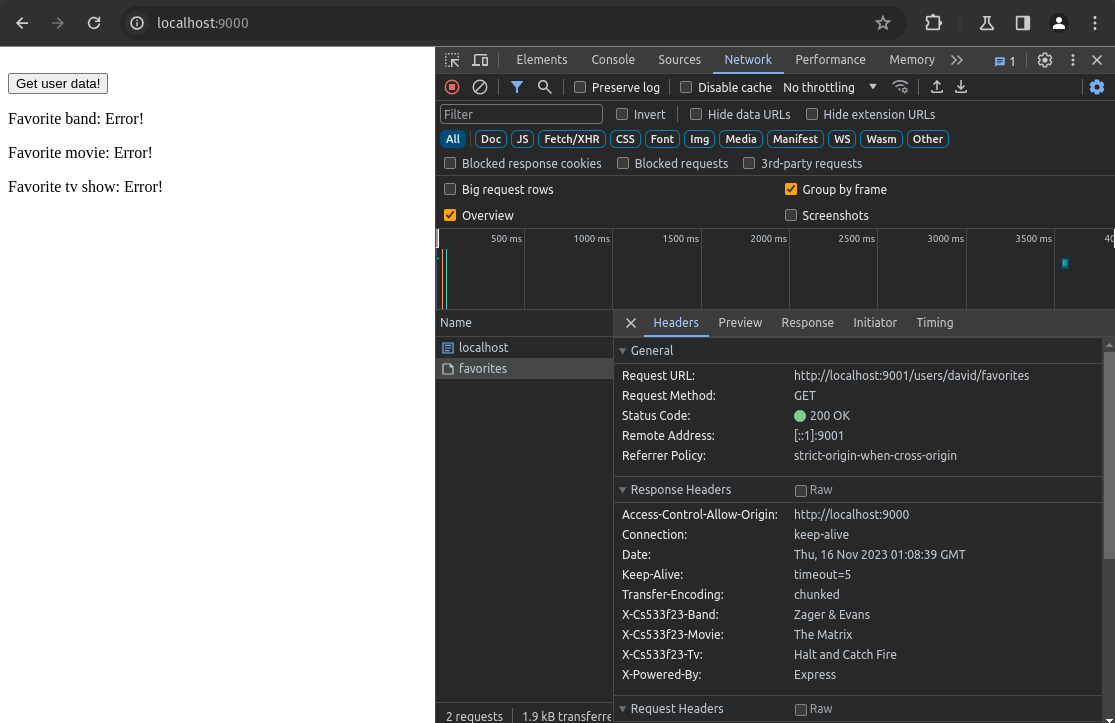 localhost:9000
Get user data!
Favorite band: Error!
Favorite movie: Error!
Favorite tv show: Error!
Elements Console Sources Network Performance Memory 1
Preserve log Disable cache No throttling
Filter Invert Hide data URLs Hide extension URLs
All Doc JS Fetch/XHR CSS Font Img Media Manifest WS Wasm Other
Blocked response cookies Blocked requests 3rd-party requests
Big request rows Group by frame
Overview Screenshots
500 ms 1000 ms 1500 ms 2000 ms 2500 ms 3000 ms 3500 ms 40
Name
localhost
favorites
2 requests 1.9 kB transferre
Headers Preview Response Initiator Timing
General
Request URL: http://localhost:9001/users/david/favorites
Request Method: GET
Status Code: 200 OK
Remote Address: [::1]:9001
Referrer Policy: strict-origin-when-cross-origin
Response Headers Raw
Access-Control-Allow-Origin: http://localhost:9000
Connection: keep-alive
Date: Thu, 16 Nov 2023 01:08:39 GMT
Keep-Alive: timeout=5
Transfer-Encoding: chunked
X-Cs533f23-Band: Zager & Evans
X-Cs533f23-Movie: The Matrix
X-Cs533f23-Tv: Halt and Catch Fire
X-Powered-By: Express
Request Headers Raw